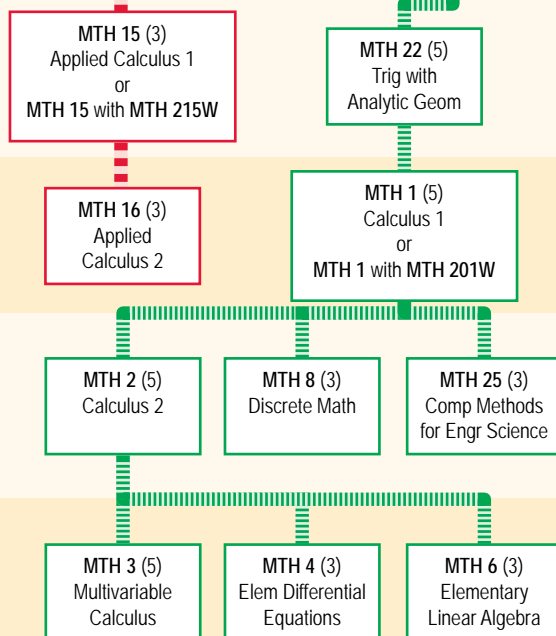 MTH 15 (3)
Applied Calculus 1
or
MTH 15 with MTH 215W
MTH 22 (5)
Trig with
Analytic Geom
MTH 16 (3)
Applied
Calculus 2
MTH 1 (5)
Calculus 1
or
MTH 1 with MTH 201W
MTH 2 (5)
Calculus 2
MTH 8 (3)
Discrete Math
MTH 25 (3)
Comp Methods
for Engr Science
MTH 3 (5)
Multivariable
Calculus
MTH 4 (3)
Elem Differential
Equations
MTH 6 (3)
Elementary
Linear Algebra